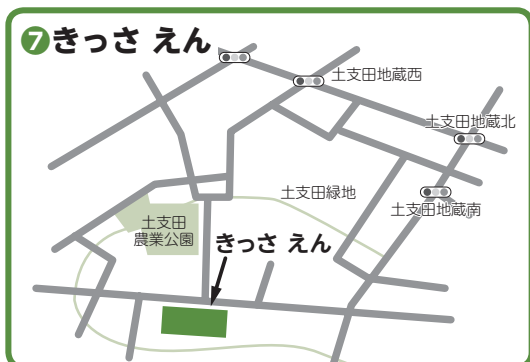 7 きっさ えん
土支田地蔵西
土支田地蔵北
土支田緑地
土支田地蔵南
土支田
農業公園
きっさ えん